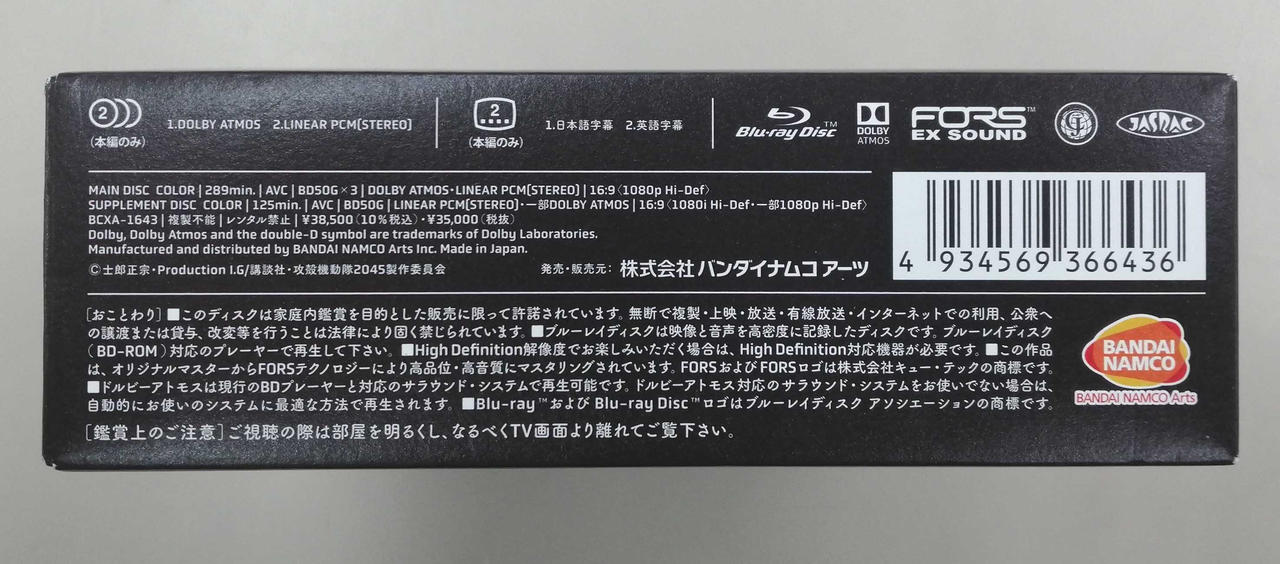 2
(本編のみ)
1.DOLBY ATMOS 2.LINEAR PCM[STEREO]
2
(本編のみ)
1.日本語字幕 2.英語字幕
Blu-ray Disc™
DOLBY
ATMOS
FORS™
EX SOUND
JASRAC
MAIN DISC COLOR | 289min. | AVC | BD50G×3 | DOLBY ATMOS・LINEAR PCM[STEREO] | 16:9〈1080p Hi-Def〉
SUPPLEMENT DISC COLOR | 125min. | AVC | BD50G | LINEAR PCM[STEREO]・一部DOLBY ATMOS | 16:9〈1080i Hi-Def・一部1080p Hi-Def〉
BCXA-1643 | 複製不能 | レンタル禁止 | ¥38,500(10%税込)・¥35,000(税抜)
Dolby, Dolby Atmos and the double-D symbol are trademarks of Dolby Laboratories.
Manufactured and distributed by BANDAI NAMCO Arts Inc. Made in Japan.
©士郎正宗・Production I.G/講談社・攻殻機動隊2045製作委員会
発売・販売元: 株式会社 バンダイナムコ アーツ
4 934569 366436
[おことわり] ■このディスクは家庭内鑑賞を目的とした販売に限って許諾されています。無断で複製・上映・放送・有線放送・インターネットでの利用、公衆へ
の譲渡または貸与、改変等を行うことは法律により固く禁じられています。■ブルーレイディスクは映像と音声を高密度に記録したディスクです。ブルーレイディスク
(BD-ROM)対応のプレーヤーで再生して下さい。■High Definition解像度でお楽しみいただく場合は、High Definition対応機器が必要です。■この作品
は、オリジナルマスターからFORSテクノロジーにより高品位・高音質にマスタリングされています。FORSおよびFORSロゴは株式会社キュー・テックの商標です。
■ドルビーアトモスは現行のBDプレーヤーと対応のサラウンド・システムで再生可能です。ドルビーアトモス対応のサラウンド・システムをお使いでない場合は、
自動的にお使いのシステムに最適な方法で再生されます。■Blu-ray™およびBlu-ray Disc™ロゴはブルーレイディスク アソシエーションの商標です。
[鑑賞上のご注意]ご視聴の際は部屋を明るくし、なるべくTV画面より離れてご覧下さい。
BANDAI
NAMCO
BANDAI NAMCO Arts